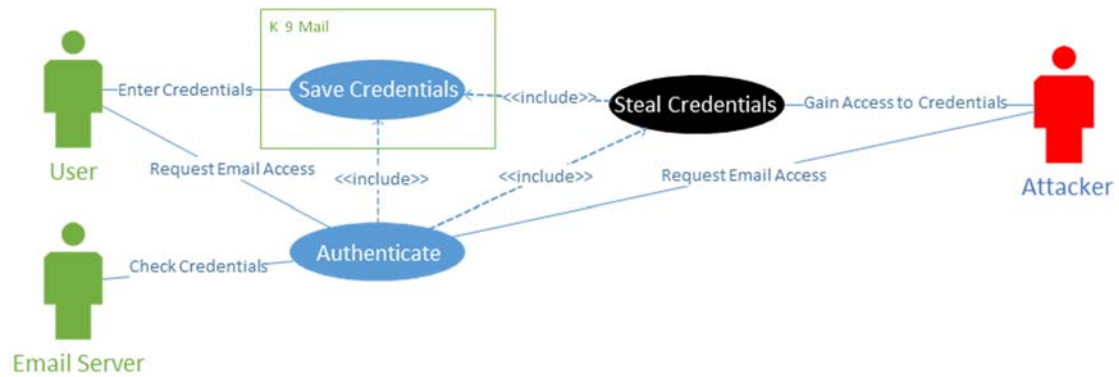 K 9 Mail
Enter Credentials
Save Credentials
<<include>>
Steal Credentials
Gain Access to Credentials
User
Request Email Access
<<include>>
<<include>>
Request Email Access
Attacker
Authenticate
Check Credentials
Email Server